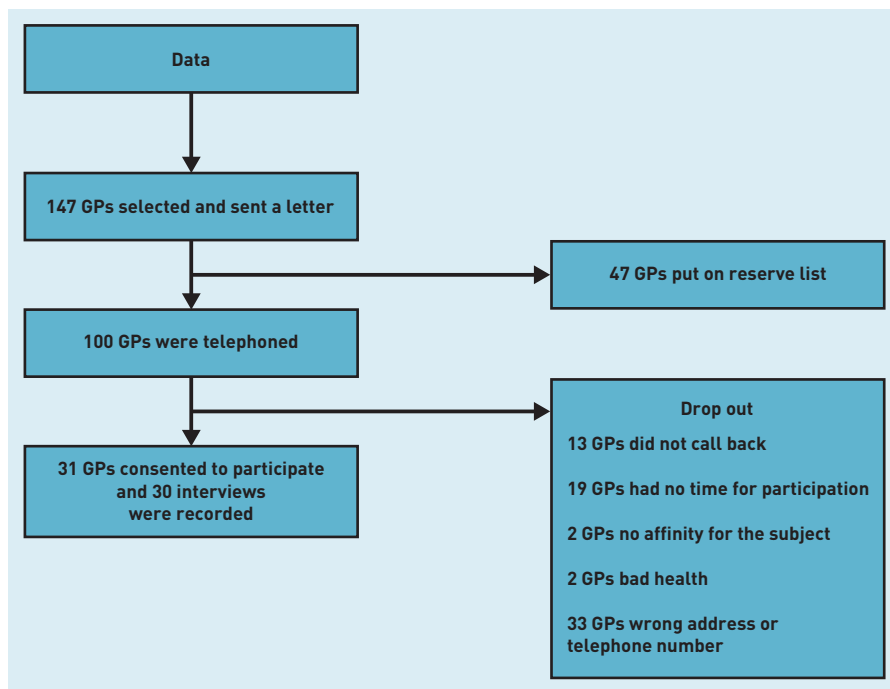 Data
147 GPs selected and sent a letter
47 GPs put on reserve list
100 GPs were telephoned
31 GPs consented to participate
and 30 interviews
were recorded
Drop out
13 GPs did not call back
19 GPs had no time for participation
2 GPs no affinity for the subject
2 GPs bad health
33 GPs wrong address or
telephone number